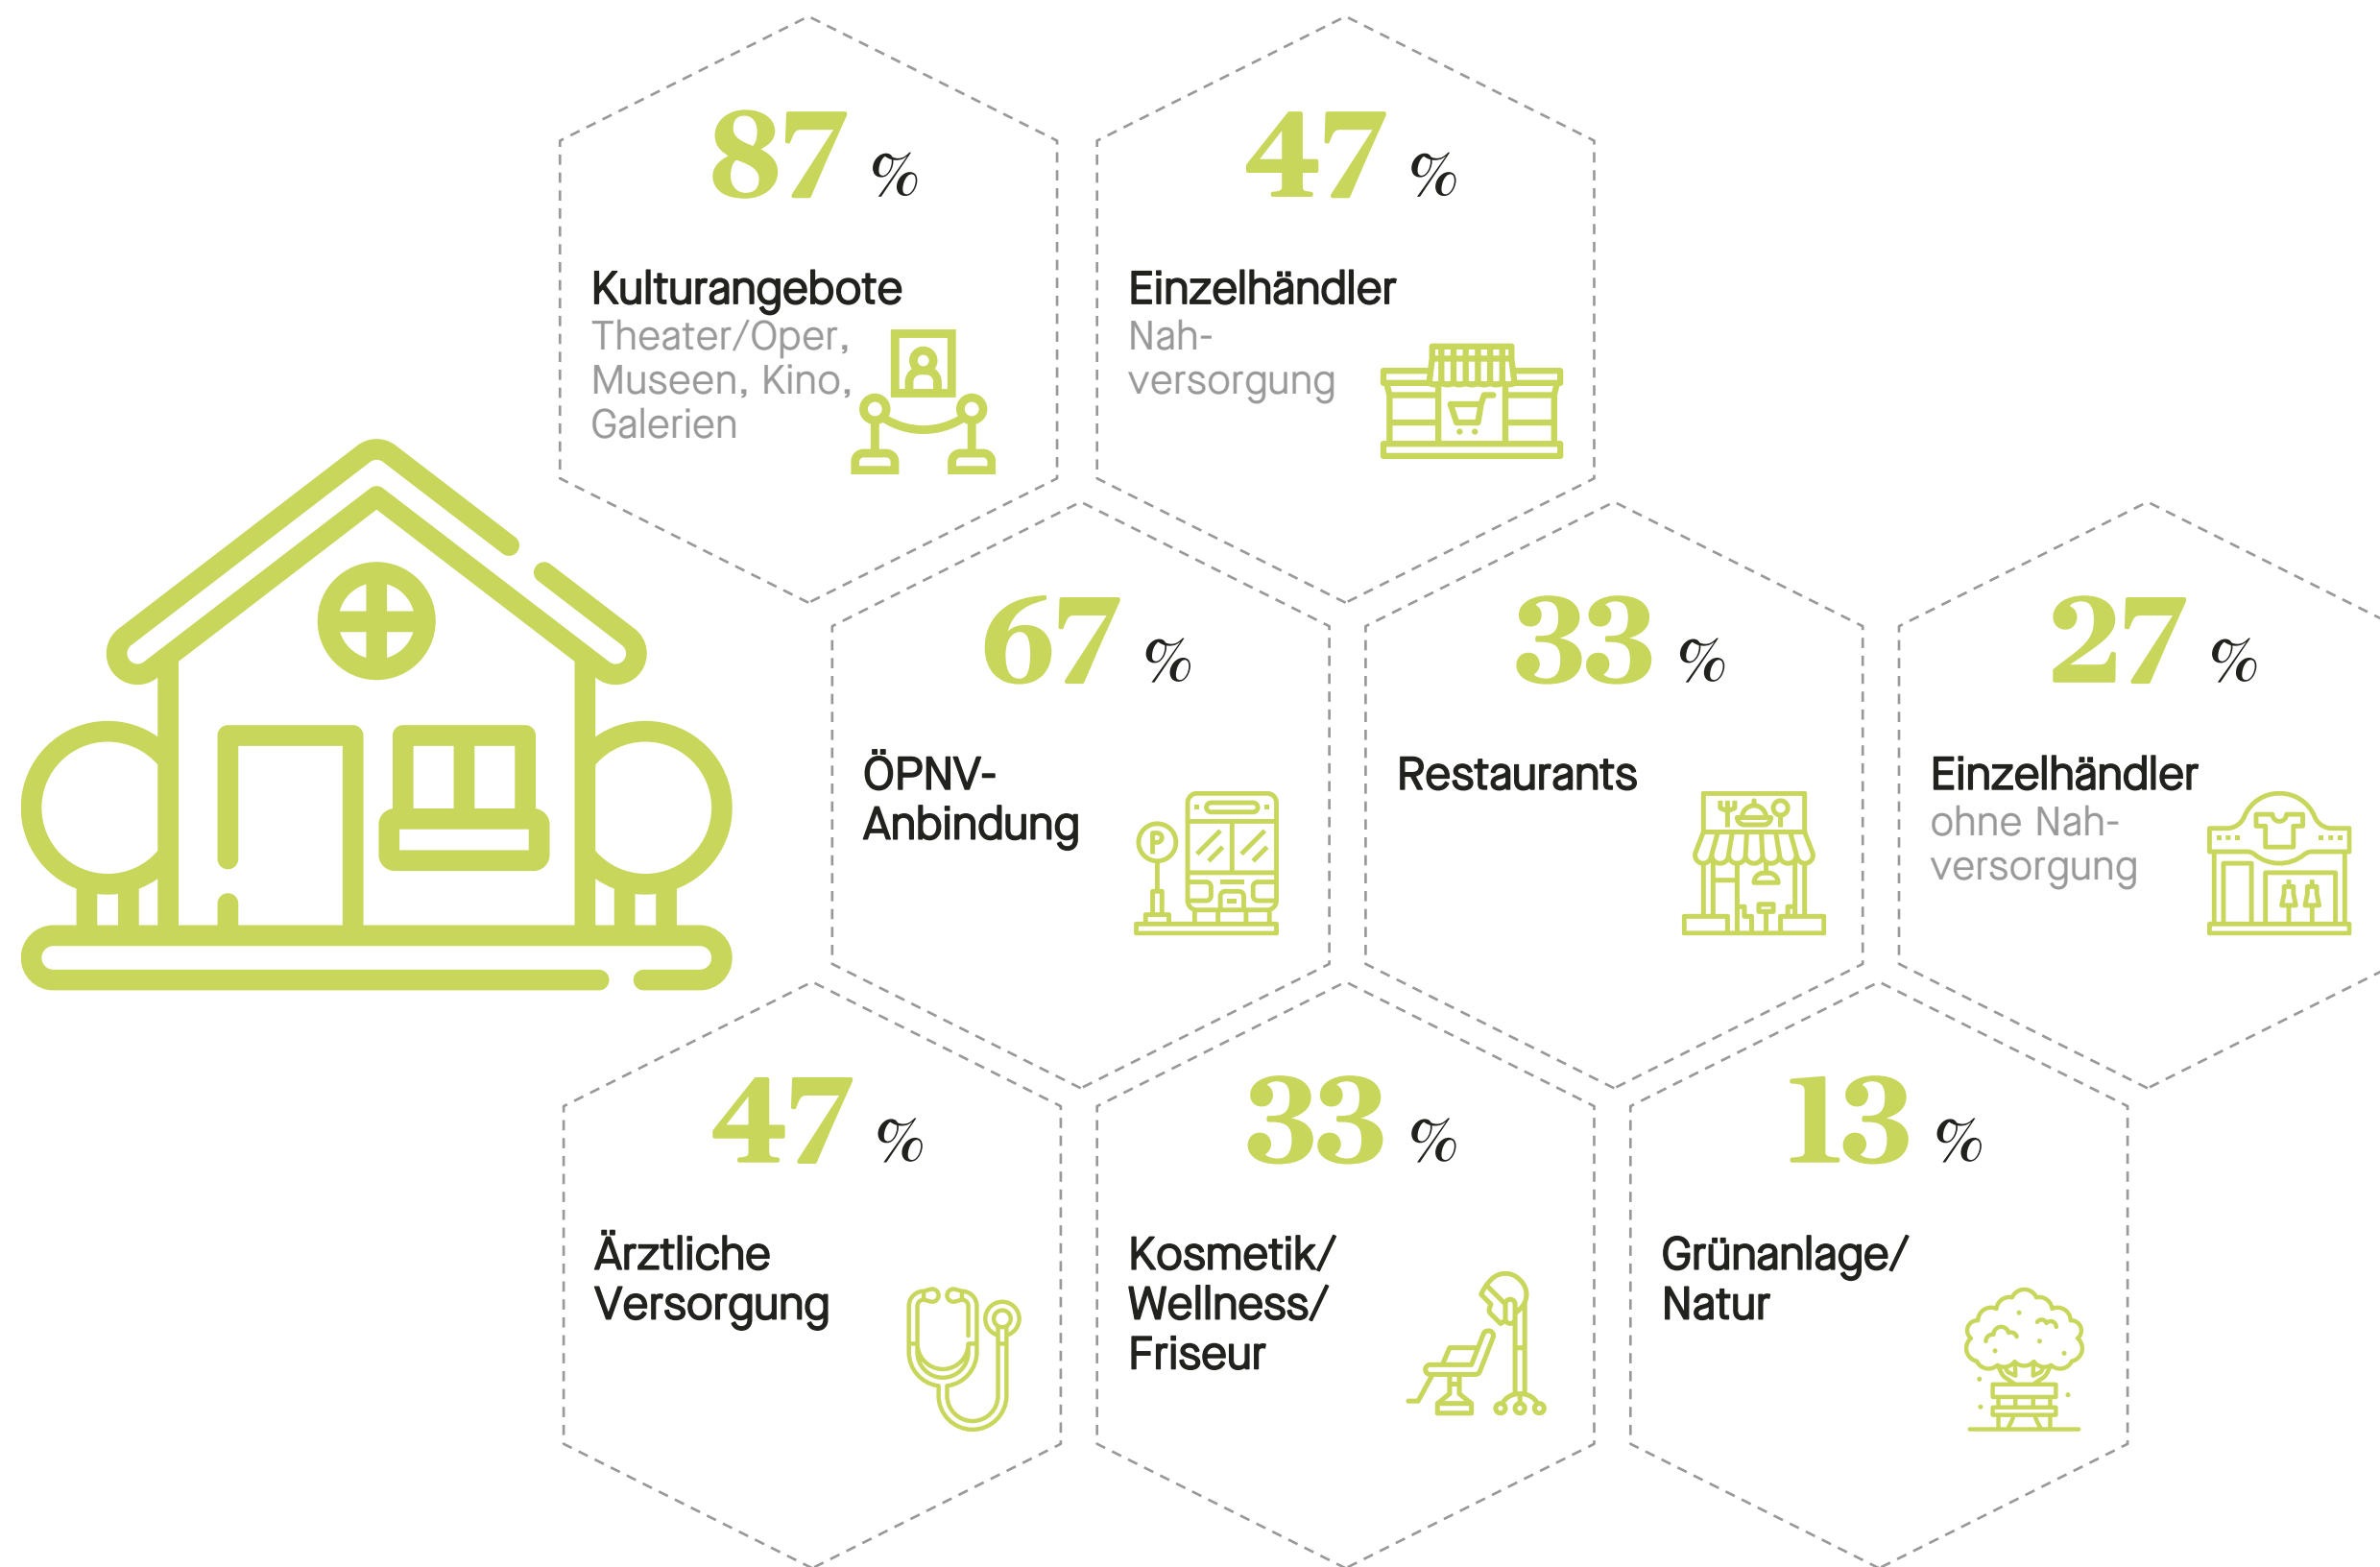 87 %
Kulturangebote
Theater/Oper,
Museen, Kino,
Galerien
47 %
Einzelhändler
Nah-
versorgung
67 %
ÖPNV-
Anbindung
33 %
Restaurants
27 %
Einzelhändler
ohne Nah-
versorgung
47 %
Ärztliche
Versorgung
33 %
Kosmetik/
Wellness/
Friseur
13 %
Grünanlage/
Natur